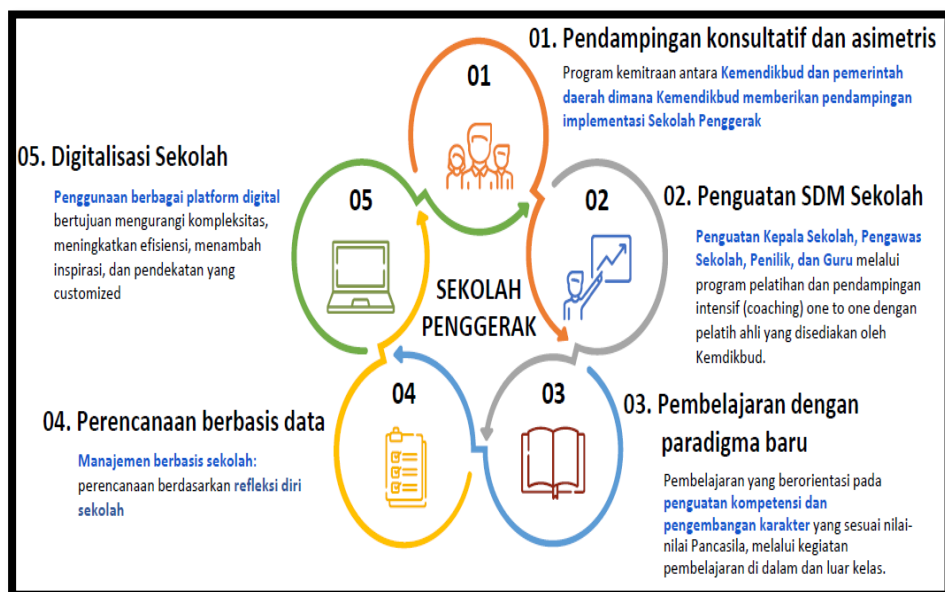 01. Pendampingan konsultatif dan asimetris
Program kemitraan antara Kemendikbud dan pemerintah
daerah dimana Kemendikbud memberikan pendampingan
implementasi Sekolah Penggerak
01
02
02. Penguatan SDM Sekolah
Penguatan Kepala Sekolah, Pengawas
Sekolah, Penilik, dan Guru melalui
program pelatihan dan pendampingan
intensif (coaching) one to one dengan
pelatih ahli yang disediakan oleh
Kemdikbud.
03
03. Pembelajaran dengan
paradigma baru
Pembelajaran yang berorientasi pada
penguatan kompetensi dan
pengembangan karakter yang sesuai nilai-
nilai Pancasila, melalui kegiatan
pembelajaran di dalam dan luar kelas.
04
04. Perencanaan berbasis data
Manajemen berbasis sekolah:
perencanaan berdasarkan refleksi diri
sekolah
05
05. Digitalisasi Sekolah
Penggunaan berbagai platform digital
bertujuan mengurangi kompleksitas,
meningkatkan efisiensi, menambah
inspirasi, dan pendekatan yang
customized
SEKOLAH
PENGGERAK